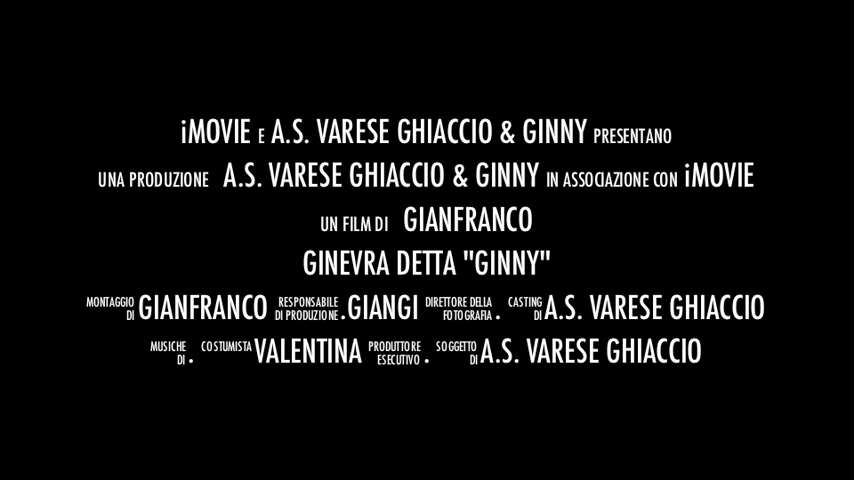 iMOVIE E A.S. VARESE GHIACCIO & GINNY PRESENTANO
UNA PRODUZIONE A.S. VARESE GHIACCIO & GINNY IN ASSOCIAZIONE CON iMOVIE
UN FILM DI GIANFRANCO
GINEVRA DETTA "GINNY"
MONTAGGIO DI GIANFRANCO RESPONSABILE DI PRODUZIONE .GIANGI DIRETTORE DELLA FOTOGRAFIA . CASTING DI A.S. VARESE GHIACCIO
MUSICHE DI . COSTUMISTA VALENTINA PRODUTTORE ESECUTIVO . SOGGETTO DI A.S. VARESE GHIACCIO